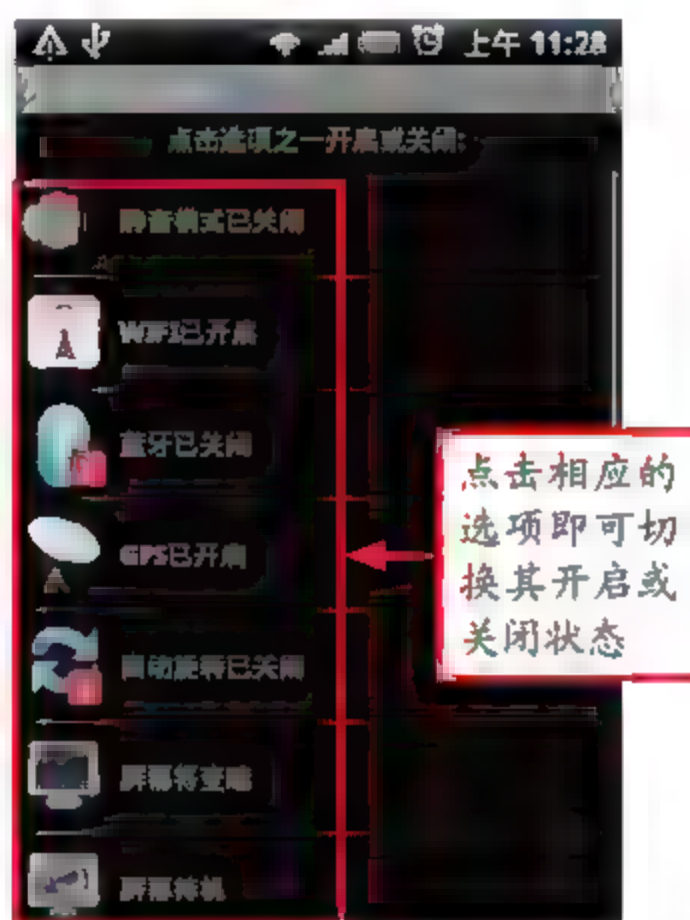 上午 11:28
点击选项之一开启或关闭:
静音模式已关闭
WIFI已开启
蓝牙已关闭
GPS已开启
自动旋转已关闭
屏幕将变暗
屏幕待机
点击相应的
选项即可切
换其开启或
关闭状态